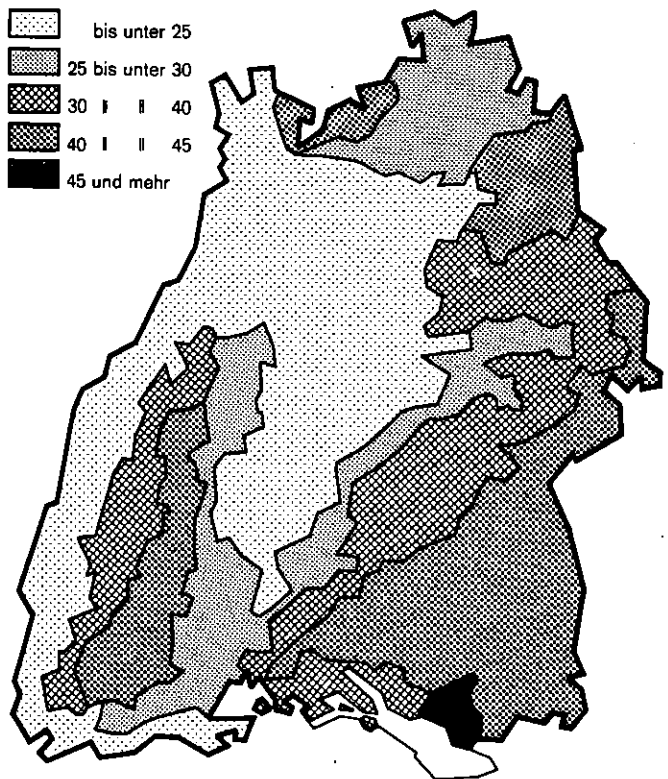 bis unter 25
25 bis unter 30
30 " " 40
40 " " 45
45 und mehr